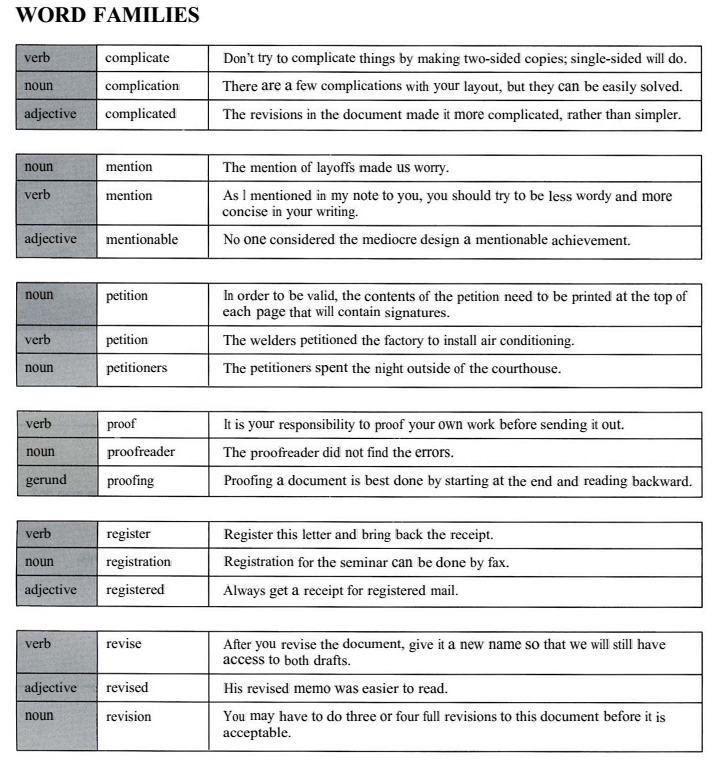 WORD FAMILIES
verb complicate Don't try to complicate things by making two-sided copies; single-sided will do.
noun complication There are a few complications with your layout, but they can be easily solved.
adjective complicated The revisions in the document made it more complicated, rather than simpler.
noun mention The mention of layoffs made us worry.
verb mention As I mentioned in my note to you, you should try to be less wordy and more
concise in your writing.
adjective mentionable No one considered the mediocre design a mentionable achievement.
noun petition In order to be valid, the contents of the petition need to be printed at the top of
each page that will contain signatures.
verb petition The welders petitioned the factory to install air conditioning.
noun petitioners The petitioners spent the night outside of the courthouse.
verb proof It is your responsibility to proof your own work before sending it out.
noun proofreader The proofreader did not find the errors.
gerund proofing Proofing a document is best done by starting at the end and reading backward.
verb register Register this letter and bring back the receipt.
noun registration Registration for the seminar can be done by fax.
adjective registered Always get a receipt for registered mail.
verb revise After you revise the document, give it a new name so that we will still have
access to both drafts.
adjective revised His revised memo was easier to read.
noun revision You may have to do three or four full revisions to this document before it is
acceptable.